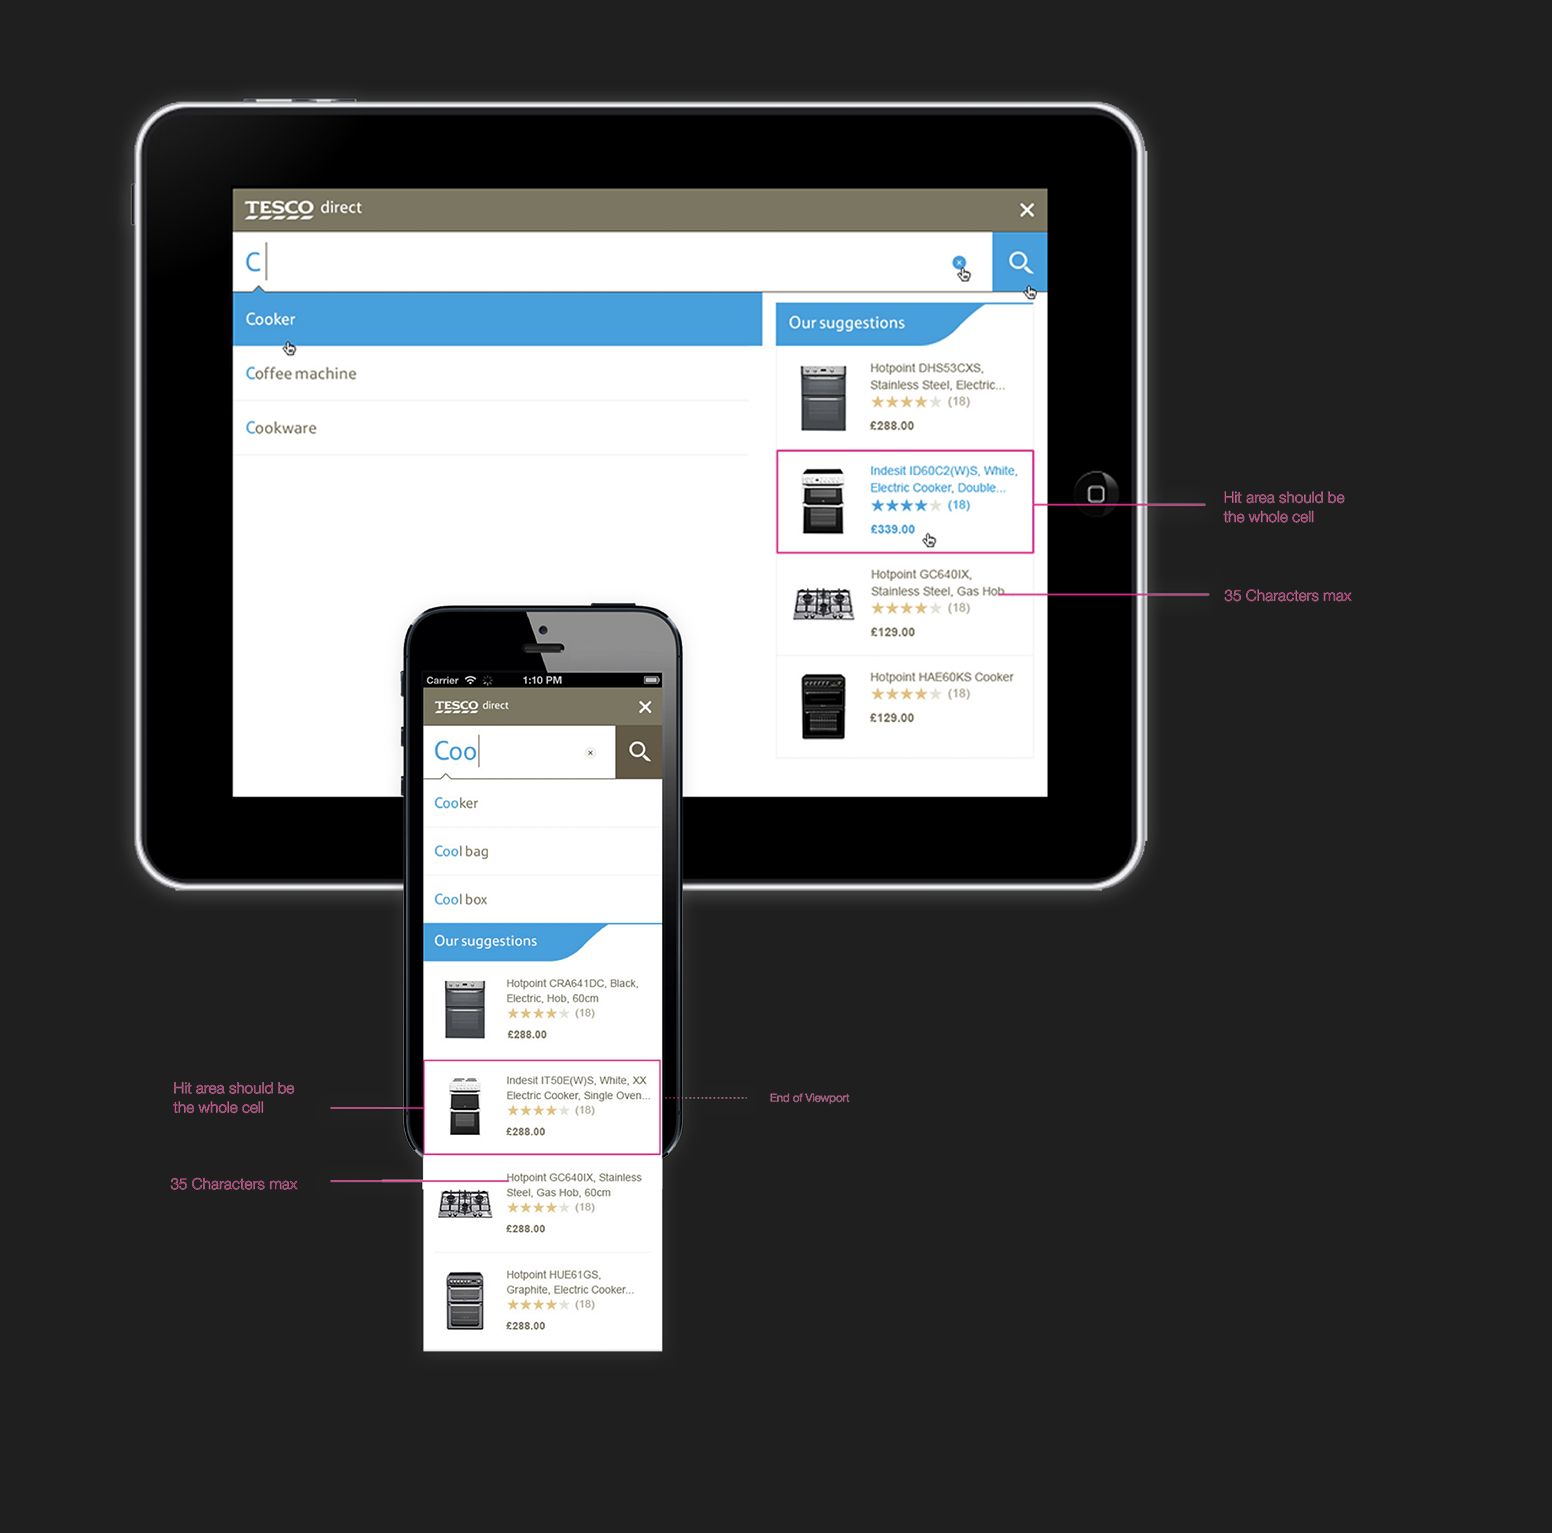 TESCO direct
C
Cooker
Coffee machine
Cookware
Our suggestions
Hotpoint DHS53CXS,
Stainless Steel, Electric...
(18)
£288.00
Indesit ID60C2(W)S, White,
Electric Cooker, Double...
(18)
£339.00
Hotpoint GC640IX,
Stainless Steel, Gas Hob
(18)
£129.00
Hotpoint HAE60KS Cooker
(18)
£129.00
Hit area should be
the whole cell
35 Characters max
Carrier 1:10 PM
TESCO direct
Coo
Cooker
Cool bag
Cool box
Our suggestions
Hotpoint CRA641DC, Black,
Electric, Hob, 60cm
(18)
£288.00
Indesit IT50E(W)S, White, XX
Electric Cooker, Single Oven...
(18)
£288.00
Hotpoint GC640IX, Stainless
Steel, Gas Hob, 60cm
(18)
£288.00
Hotpoint HUE61GS,
Graphite, Electric Cooker...
(18)
£288.00
Hit area should be
the whole cell
35 Characters max
End of Viewport